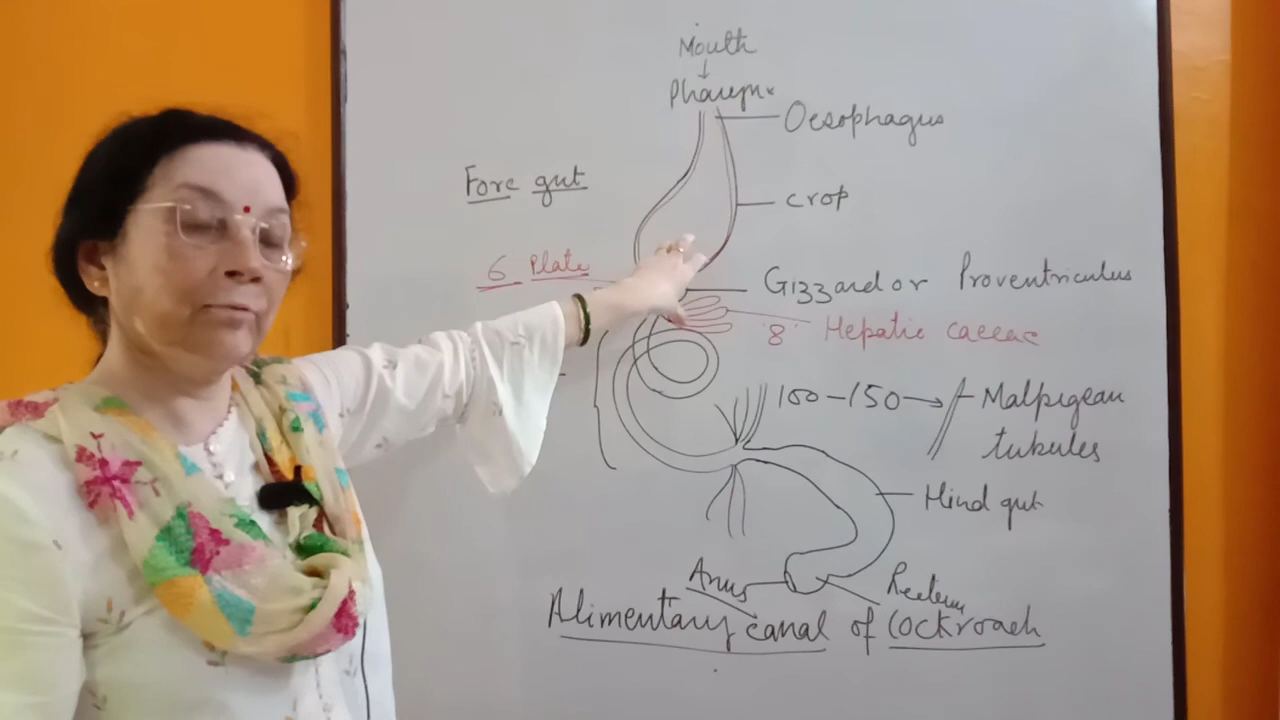 Mouth
Pharynx
Oesophagus
Fore gut
crop
6 Plate
Gizzard or Proventriculus
"8" Hepatic caecae
100-150 → Malpigean
tubules
Hind gut
Anus
Rectum
Alimentary canal of Cockroach